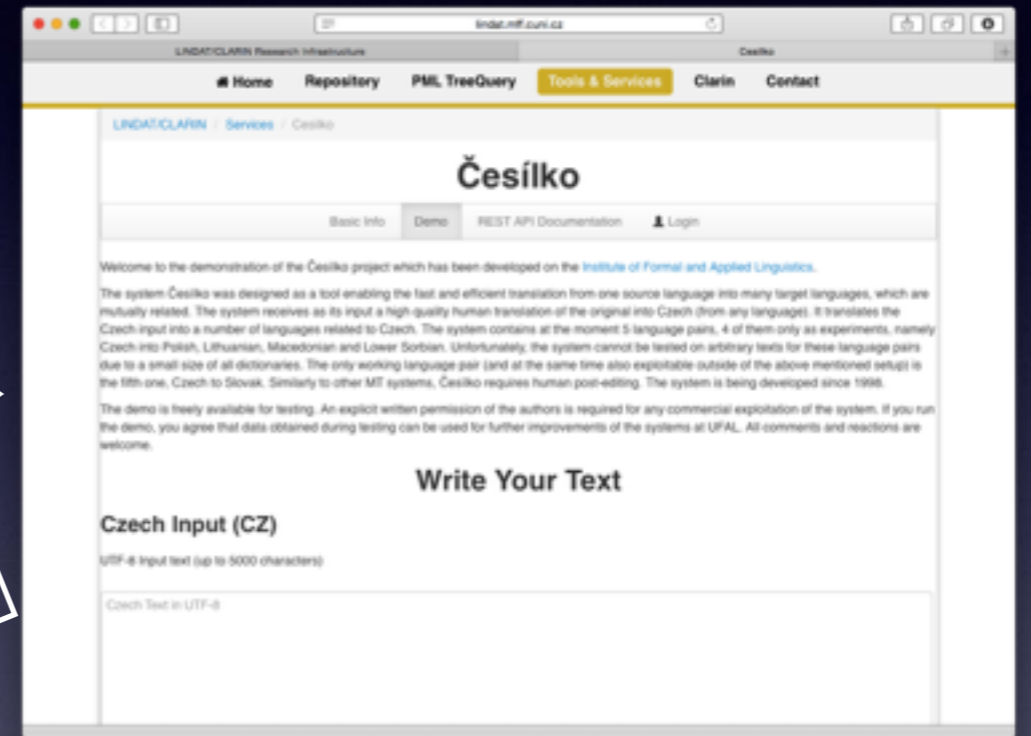 lindat.mff.cuni.cz
LINDAT/CLARIN Research Infrastructure
Cesilko
Home Repository PML TreeQuery Tools & Services Clarin Contact
LINDAT/CLARIN / Services / Cesilko
Česílko
Basic Info Demo REST API Documentation Login
Welcome to the demonstration of the Česílko project which has been developed on the Institute of Formal and Applied Linguistics.
The system Česílko was designed as a tool enabling the fast and efficient translation from one source language into many target languages, which are
mutually related. The system receives as its input a high quality human translation of the original into Czech (from any language). It translates the
Czech input into a number of languages related to Czech. The system contains at the moment 5 language pairs, 4 of them only as experiments, namely
Czech into Polish, Lithuanian, Macedonian and Lower Sorbian. Unfortunately, the system cannot be tested on arbitrary texts for these language pairs
due to a small size of all dictionaries. The only working language pair (and at the same time also exploitable outside of the above mentioned setup) is
the fifth one, Czech to Slovak. Similarly to other MT systems, Česílko requires human post-editing. The system is being developed since 1998.
The demo is freely available for testing. An explicit written permission of the authors is required for any commercial exploitation of the system. If you run
the demo, you agree that data obtained during testing can be used for further improvements of the systems at UFAL. All comments and reactions are
welcome.
Write Your Text
Czech Input (CZ)
UTF-8 Input text (up to 5000 characters)
Czech Text in UTF-8